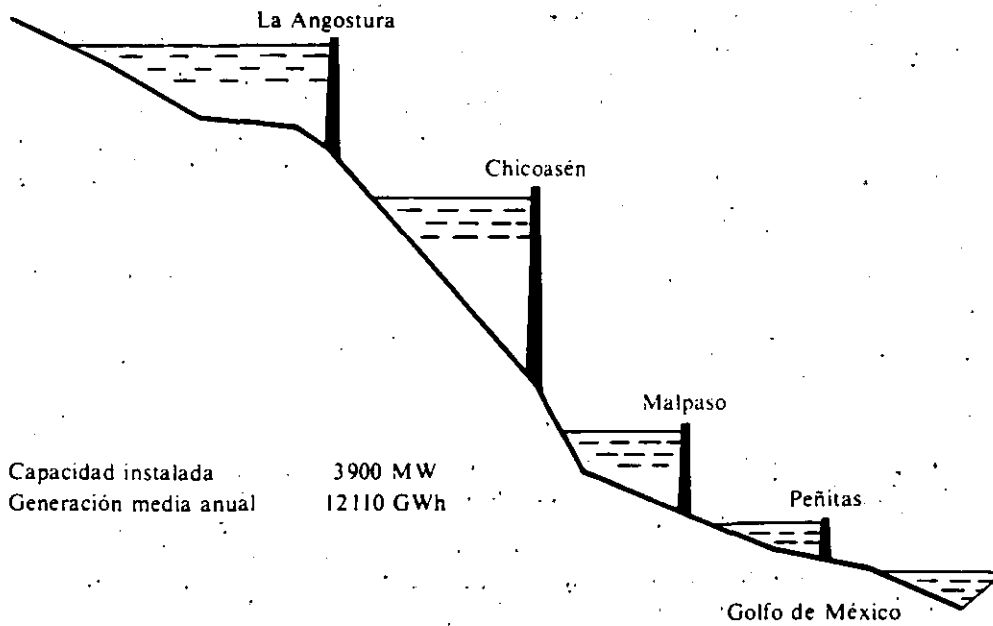 La Angostura
Chicoasén
Malpaso
Capacidad instalada 3900 MW
Generación media anual 12110 GWh
Peñitas
Golfo de México